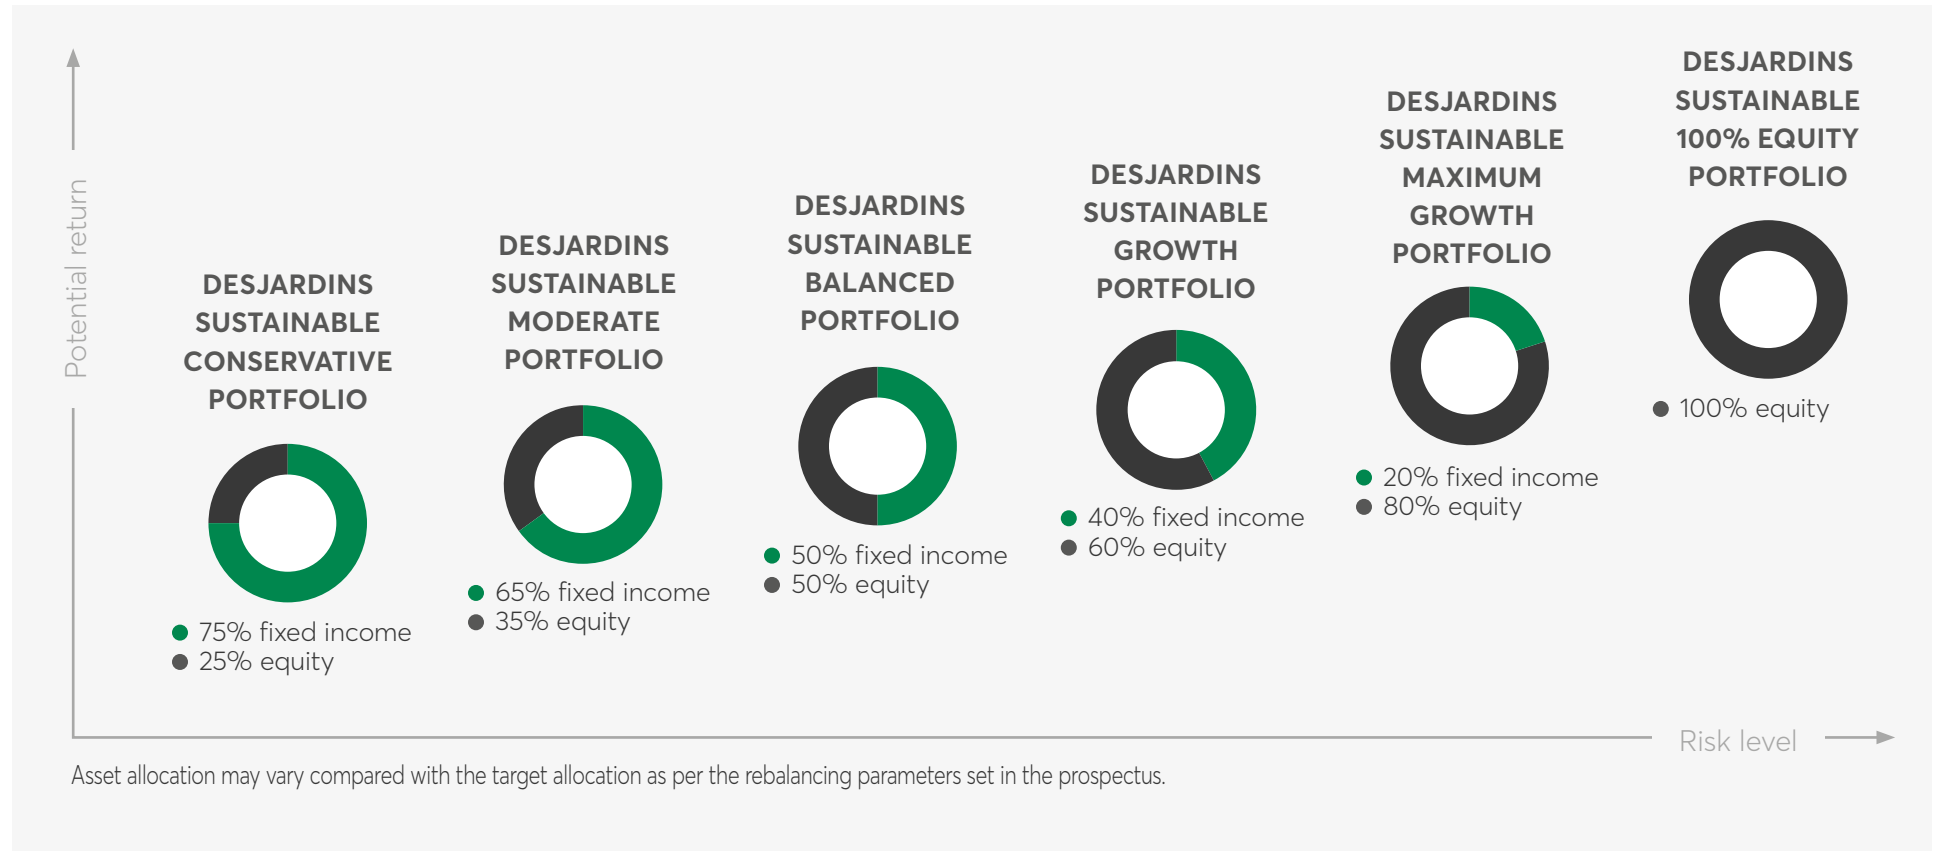 Potential return
DESJARDINS
SUSTAINABLE
CONSERVATIVE
PORTFOLIO
75% fixed income
25% equity
DESJARDINS
SUSTAINABLE
MODERATE
PORTFOLIO
65% fixed income
35% equity
DESJARDINS
SUSTAINABLE
BALANCED
PORTFOLIO
50% fixed income
50% equity
DESJARDINS
SUSTAINABLE
GROWTH
PORTFOLIO
40% fixed income
60% equity
DESJARDINS
SUSTAINABLE
MAXIMUM
GROWTH
PORTFOLIO
20% fixed income
80% equity
DESJARDINS
SUSTAINABLE
100% EQUITY
PORTFOLIO
100% equity
Risk level
Asset allocation may vary compared with the target allocation as per the rebalancing parameters set in the prospectus.